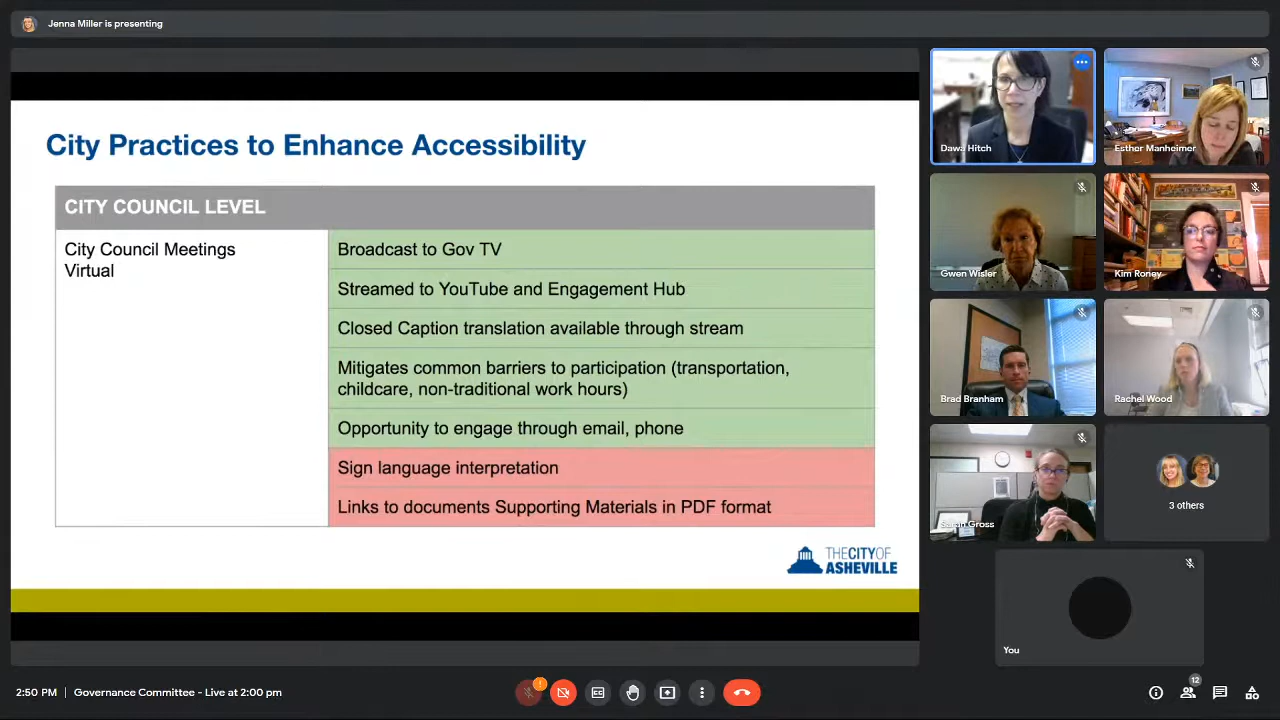 Jenna Miller is presenting
City Practices to Enhance Accessibility
CITY COUNCIL LEVEL
City Council Meetings
Virtual
Broadcast to Gov TV
Streamed to YouTube and Engagement Hub
Closed Caption translation available through stream
Mitigates common barriers to participation (transportation,
childcare, non-traditional work hours)
Opportunity to engage through email, phone
Sign language interpretation
Links to documents Supporting Materials in PDF format
THE CITY OF
ASHEVILLE
Dawa Hitch
Esther Manheimer
Gwen Wisler
Kim Roney
Brad Branham
Rachel Wood
Sarah Gross
3 others
You
2:50 PM | Governance Committee - Live at 2:00 pm
CC
12